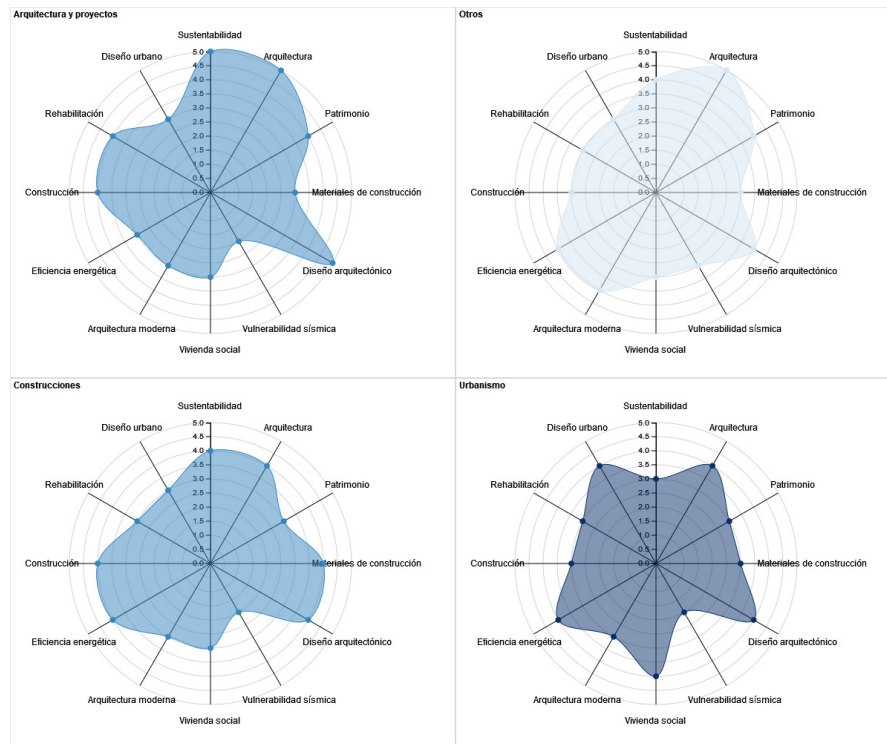 Arquitectura y proyectos
Sustentabilidad
Diseño urbano
Arquitectura
Rehabilitación
Patrimonio
Construcción
Materiales de construcción
Eficiencia energética
Diseño arquitectónico
Arquitectura moderna
Vulnerabilidad sísmica
Vivienda social
5.0
4.5
4.0
3.5
3.0
2.5
2.0
1.5
1.0
0.5
0.0
Otros
Sustentabilidad
Diseño urbano
Arquitectura
Rehabilitación
Patrimonio
Construcción
Materiales de construcción
Eficiencia energética
Diseño arquitectónico
Arquitectura moderna
Vulnerabilidad sísmica
Vivienda social
5.0
4.5
4.0
3.5
3.0
2.5
2.0
1.5
1.0
0.5
0.0
Construcciones
Sustentabilidad
Diseño urbano
Arquitectura
Rehabilitación
Patrimonio
Construcción
Materiales de construcción
Eficiencia energética
Diseño arquitectónico
Arquitectura moderna
Vulnerabilidad sísmica
Vivienda social
5.0
4.5
4.0
3.5
3.0
2.5
2.0
1.5
1.0
0.5
0.0
Urbanismo
Sustentabilidad
Diseño urbano
Arquitectura
Rehabilitación
Patrimonio
Construcción
Materiales de construcción
Eficiencia energética
Diseño arquitectónico
Arquitectura moderna
Vulnerabilidad sísmica
Vivienda social
5.0
4.5
4.0
3.5
3.0
2.5
2.0
1.5
1.0
0.5
0.0